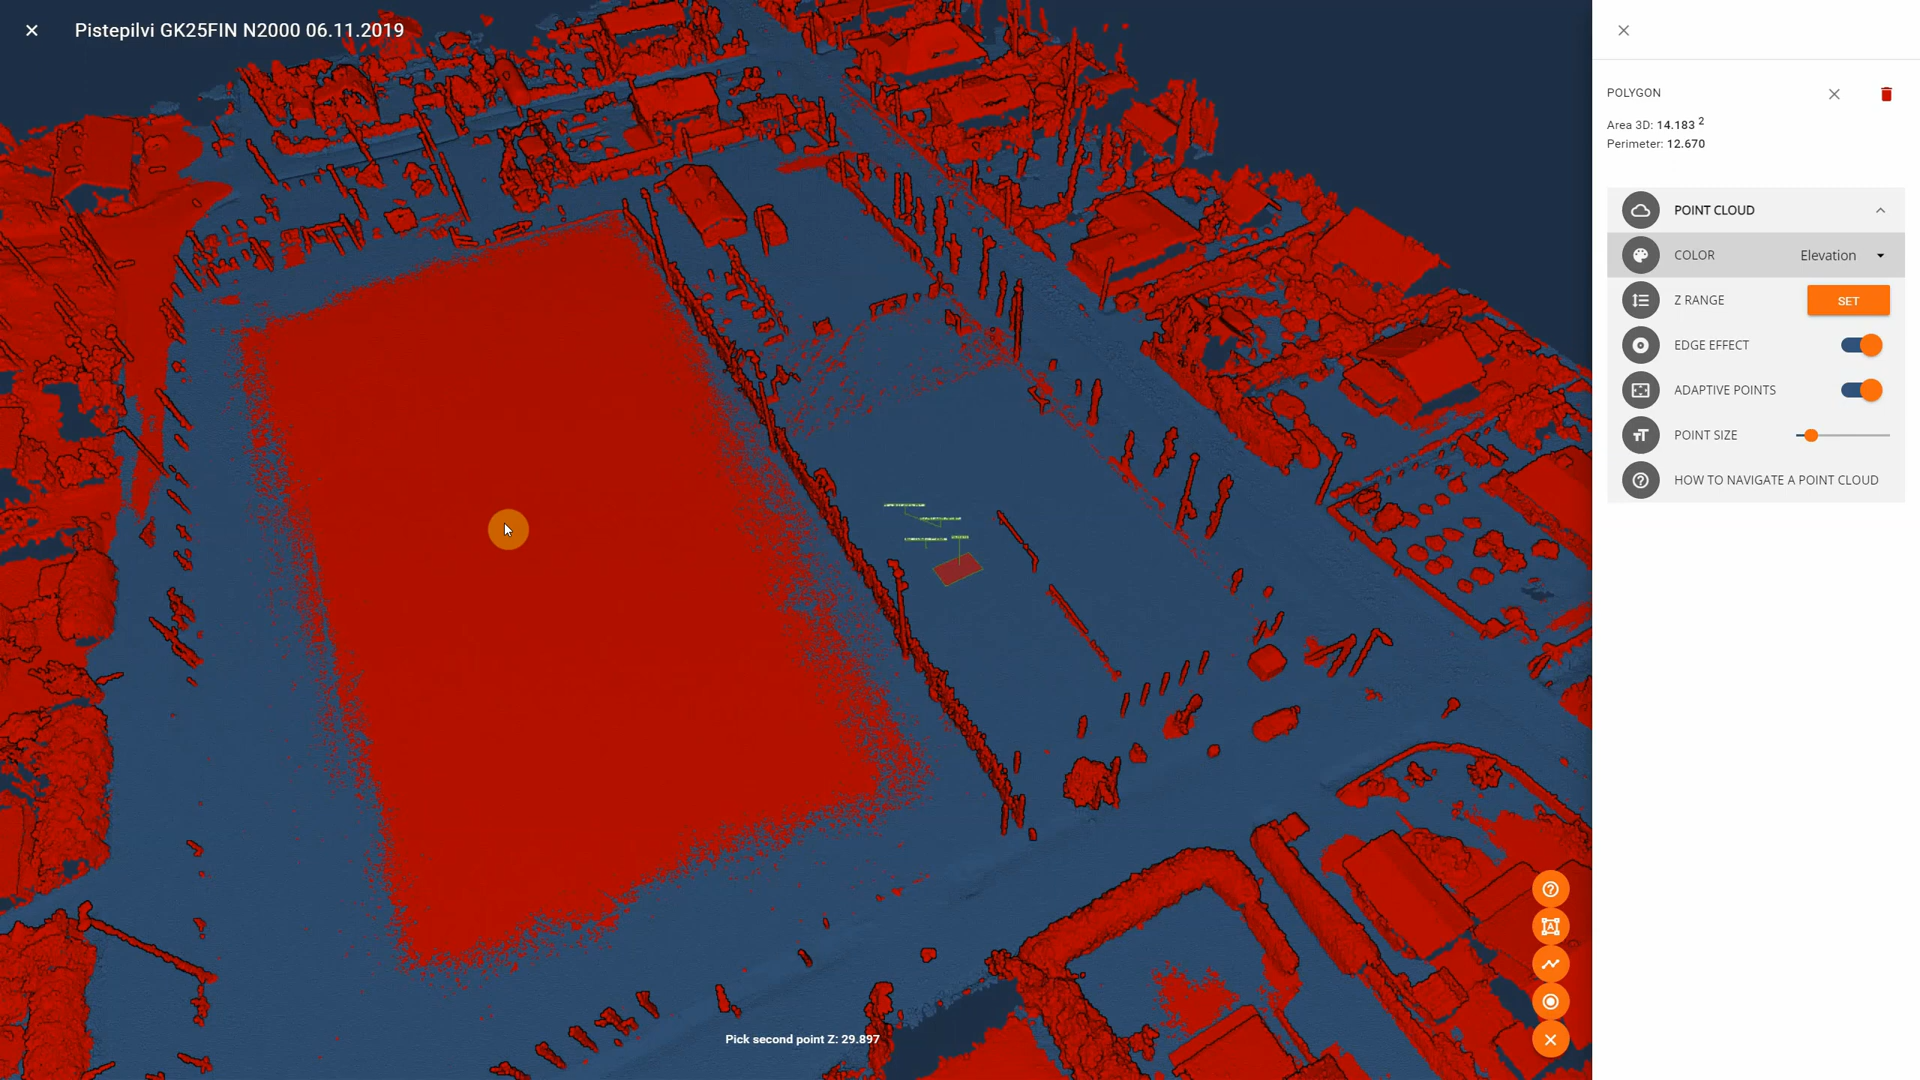 Pistepilvi GK25FIN N2000 06.11.2019
POLYGON
Area 3D: 14.183 2
Perimeter: 12.670
POINT CLOUD
COLOR Elevation
Z RANGE SET
EDGE EFFECT
ADAPTIVE POINTS
POINT SIZE
HOW TO NAVIGATE A POINT CLOUD
Pick second point Z: 29.897